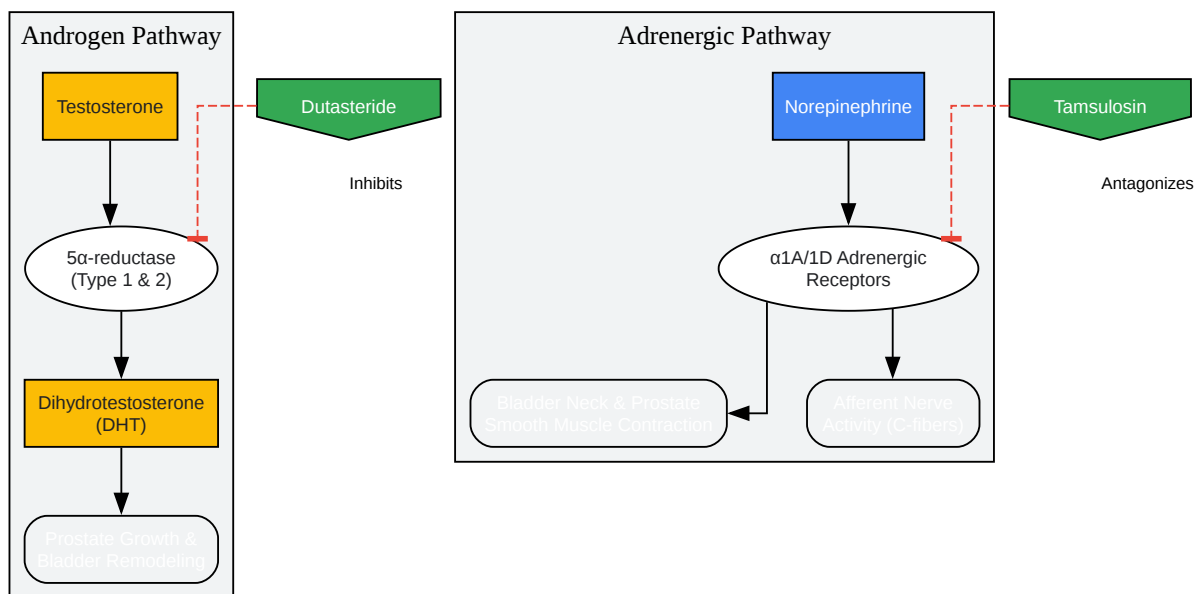 Androgen Pathway
Testosterone
5α-reductase
(Type 1 & 2)
Dihydrotestosterone
(DHT)
Prostate Growth &
Bladder Remodeling
Dutasteride
Inhibits
Adrenergic Pathway
Norepinephrine
α1A/1D Adrenergic
Receptors
Bladder Neck & Prostate
Smooth Muscle Contraction
Afferent Nerve
Activity (C-fibers)
Tamsulosin
Antagonizes